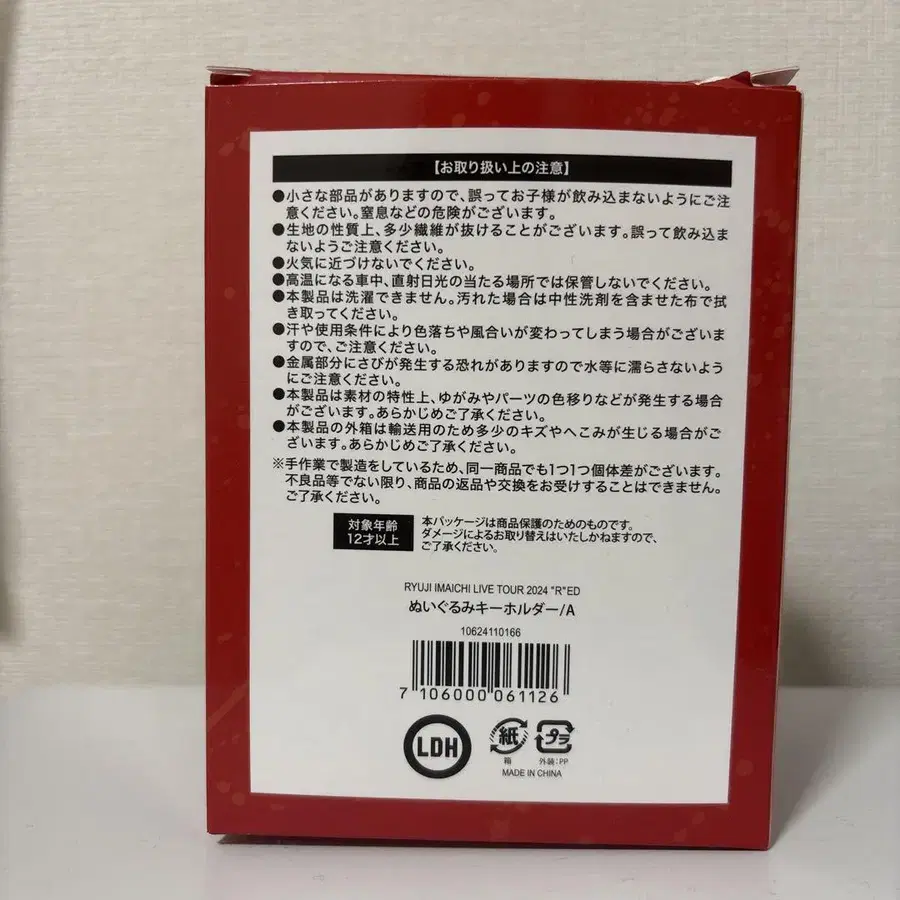 【お取り扱い上の注意】
●小さな部品がありますので、誤ってお子様が飲み込まないようにご注
意ください。窒息などの危険がございます。
●生地の性質上、多少繊維が抜けることがございます。誤って飲み込ま
ないようご注意ください。
●火気に近づけないでください。
●高温になる車中、直射日光の当たる場所では保管しないでください。
●本製品は洗濯できません。汚れた場合は中性洗剤を含ませた布で拭
き取ってください。
●汗や使用条件により色落ちや風合いが変わってしまう場合がございま
すので、ご注意ください。
●金属部分にさびが発生する恐れがありますので水等に濡らさないよう
にご注意ください。
●本製品は素材の特性上、ゆがみやパーツの色移りなどが発生する場合
がございます。あらかじめご了承ください。
●本製品の外箱は輸送用のため多少のキズやへこみが生じる場合がご
ざいます。あらかじめご了承ください。
※手作業で製造をしているため、同一商品でも1つ1つ個体差がございます。
不良品等でない限り、商品の返品や交換をお受けすることはできません。
ご了承ください。
対象年齢
12才以上
本パッケージは商品保護のためのものです。
ダメージによるお取り替えはいたしかねますので、
ご了承ください。
RYUJI IMAICHI LIVE TOUR 2024 "R"ED
ぬいぐるみキーホルダー/A
10624110166
7 106000 061126
LDH
紙
箱
プラ
外装:PP
MADE IN CHINA